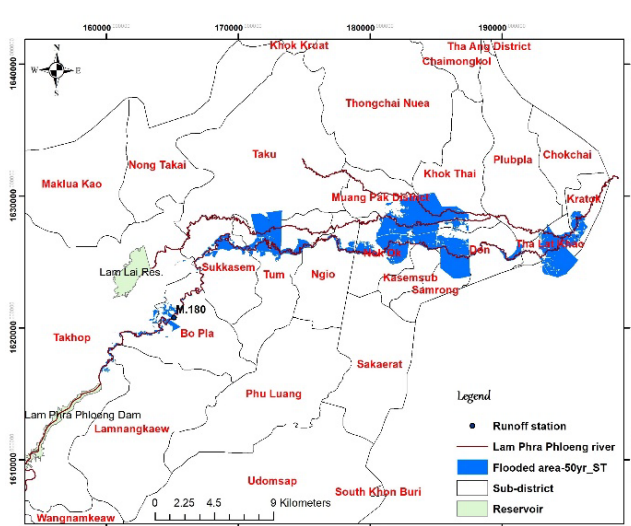 160000
170000
180000
190000
Khok Kruat
Tha Ang District
Chaimongkol
1640000
N
W
E
S
Thongchai Nuea
Taku
Nong Takai
Plubpla
Chokchai
Khok Thai
Maklua Kao
1630000
Muang Pak District
Kratok
Tha Lat Khao
Don
Lam Lai Res.
Sukkasem
Tum
Ngio
Kasemsub
Samrong
M.180
1620000
Takhop
Bo Pla
Sakaerat
Phu Luang
Legend
Lam Phra Phloeng Dam
Runoff station
Lamnangkaew
Lam Phra Phloeng river
1610000
Flooded area-50yr_ST
Udomsap
Sub-district
South Khon Buri
0 2.25 4.5 9 Kilometers
Reservoir
Wangnamkeaw